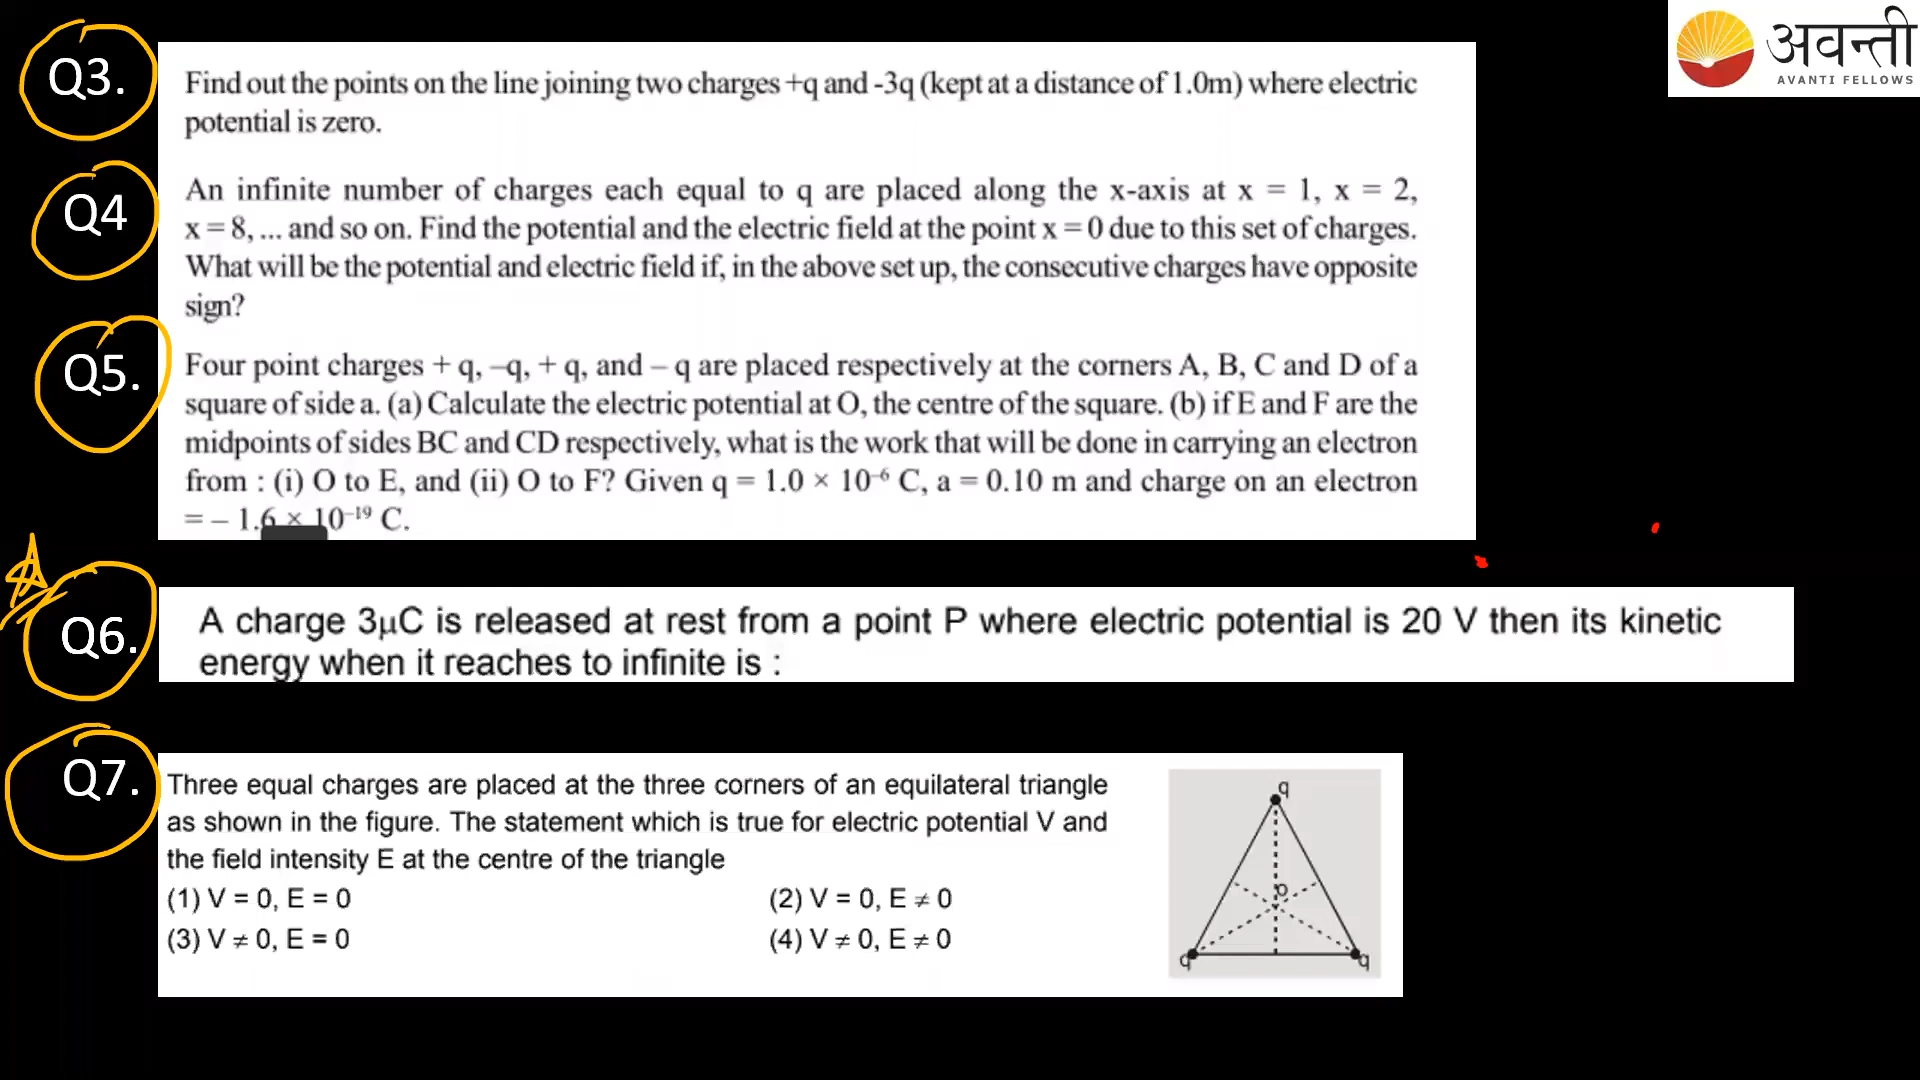 अवन्ती
AVANTI FELLOWS
Q3.
Find out the points on the line joining two charges +q and -3q (kept at a distance of 1.0m) where electric
potential is zero.
Q4
An infinite number of charges each equal to q are placed along the x-axis at x = 1, x = 2,
x = 8, ... and so on. Find the potential and the electric field at the point x = 0 due to this set of charges.
What will be the potential and electric field if, in the above set up, the consecutive charges have opposite
sign?
Q5.
Four point charges + q, –q, + q, and – q are placed respectively at the corners A, B, C and D of a
square of side a. (a) Calculate the electric potential at O, the centre of the square. (b) if E and F are the
midpoints of sides BC and CD respectively, what is the work that will be done in carrying an electron
from : (i) O to E, and (ii) O to F? Given q = 1.0 × 10⁻⁶ C, a = 0.10 m and charge on an electron
= – 1.6 × 10⁻¹⁹ C.
Q6.
A charge 3μC is released at rest from a point P where electric potential is 20 V then its kinetic
energy when it reaches to infinite is :
Q7.
Three equal charges are placed at the three corners of an equilateral triangle
as shown in the figure. The statement which is true for electric potential V and
the field intensity E at the centre of the triangle
(1) V = 0, E = 0 (2) V = 0, E ≠ 0
(3) V ≠ 0, E = 0 (4) V ≠ 0, E ≠ 0
q
o
q q